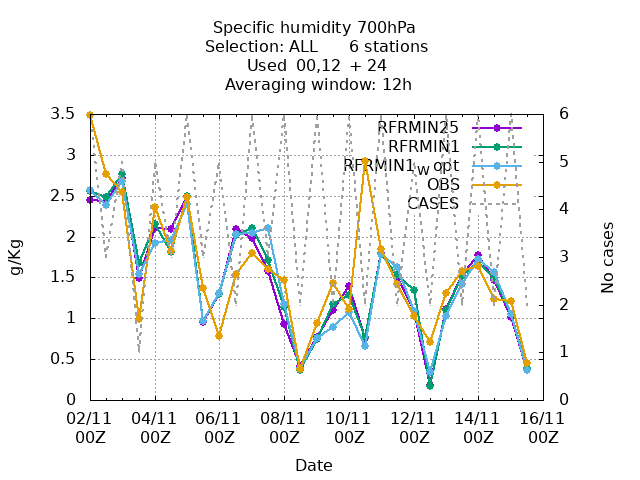 Specific humidity 700hPa
Selection: ALL 6 stations
Used 00,12 + 24
Averaging window: 12h
g/Kg
No cases
3.5
3
2.5
2
1.5
1
0.5
0
6
5
4
3
2
1
0
RFRMIN25
RFRMIN1
RFRMIN1w opt
OBS
CASES
02/11 04/11 06/11 08/11 10/11 12/11 14/11 16/11
00Z 00Z 00Z 00Z 00Z 00Z 00Z 00Z
Date